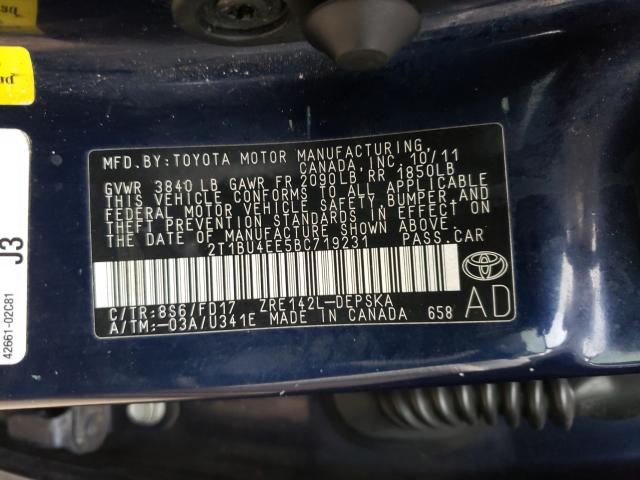 MFD. BY: TOYOTA MOTOR MANUFACTURING,
CANADA, INC. 10/11
GVWR 3840 LB GAWR FR 2090LB RR 1850LB
THIS VEHICLE CONFORMS TO ALL APPLICABLE
FEDERAL MOTOR VEHICLE SAFETY, BUMPER, AND
THEFT PREVENTION STANDARDS IN EFFECT ON
THE DATE OF MANUFACTURE SHOWN ABOVE.
2T1BU4EE5BC719231 PASS. CAR
C/TR: 8S6/FD17 ZRE142L-DEPSKA
A/TM: -03A/U341E MADE IN CANADA 658
AD
J3
42661-02C81